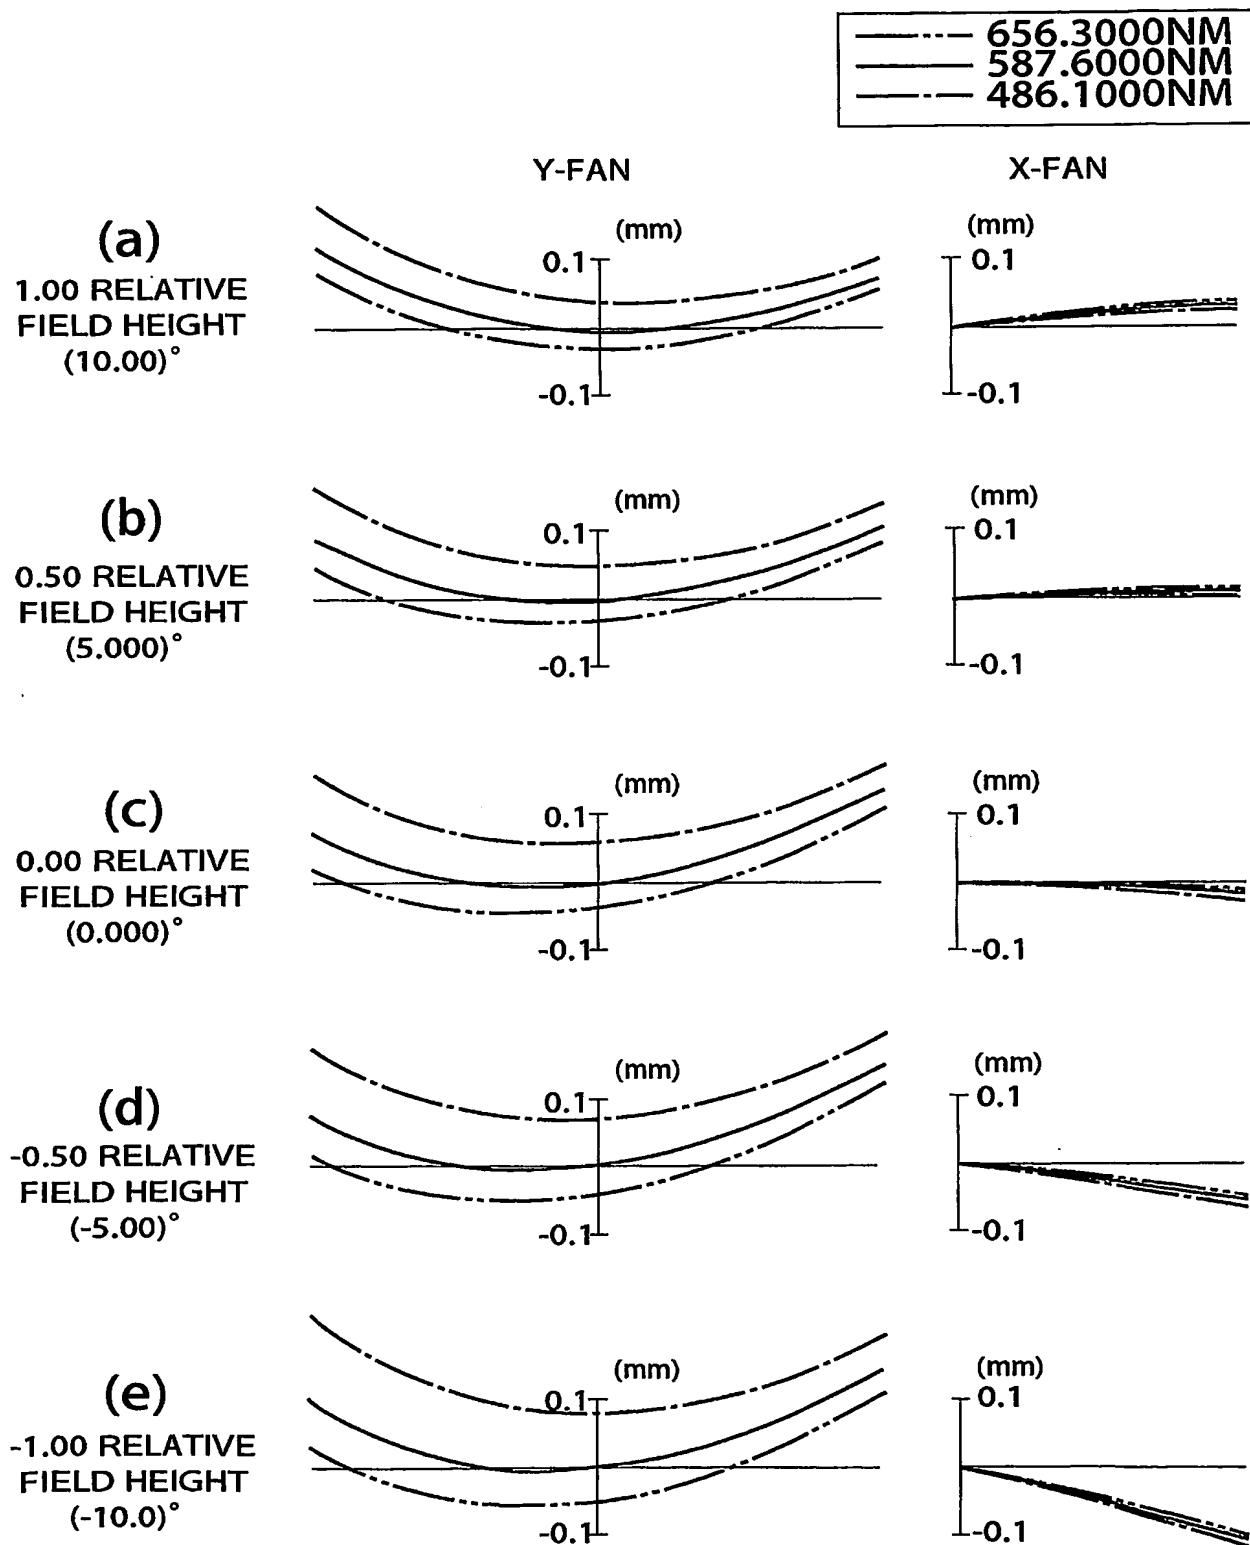 656.3000NM
587.6000NM
486.1000NM
Y-FAN
X-FAN
(a)
1.00 RELATIVE
FIELD HEIGHT
(10.00)°
(mm)
0.1
-0.1
(mm)
0.1
-0.1
(b)
0.50 RELATIVE
FIELD HEIGHT
(5.000)°
(mm)
0.1
-0.1
(mm)
0.1
-0.1
(c)
0.00 RELATIVE
FIELD HEIGHT
(0.000)°
(mm)
0.1
-0.1
(mm)
0.1
-0.1
(d)
-0.50 RELATIVE
FIELD HEIGHT
(-5.00)°
(mm)
0.1
-0.1
(mm)
0.1
-0.1
(e)
-1.00 RELATIVE
FIELD HEIGHT
(-10.0)°
(mm)
0.1
-0.1
(mm)
0.1
-0.1